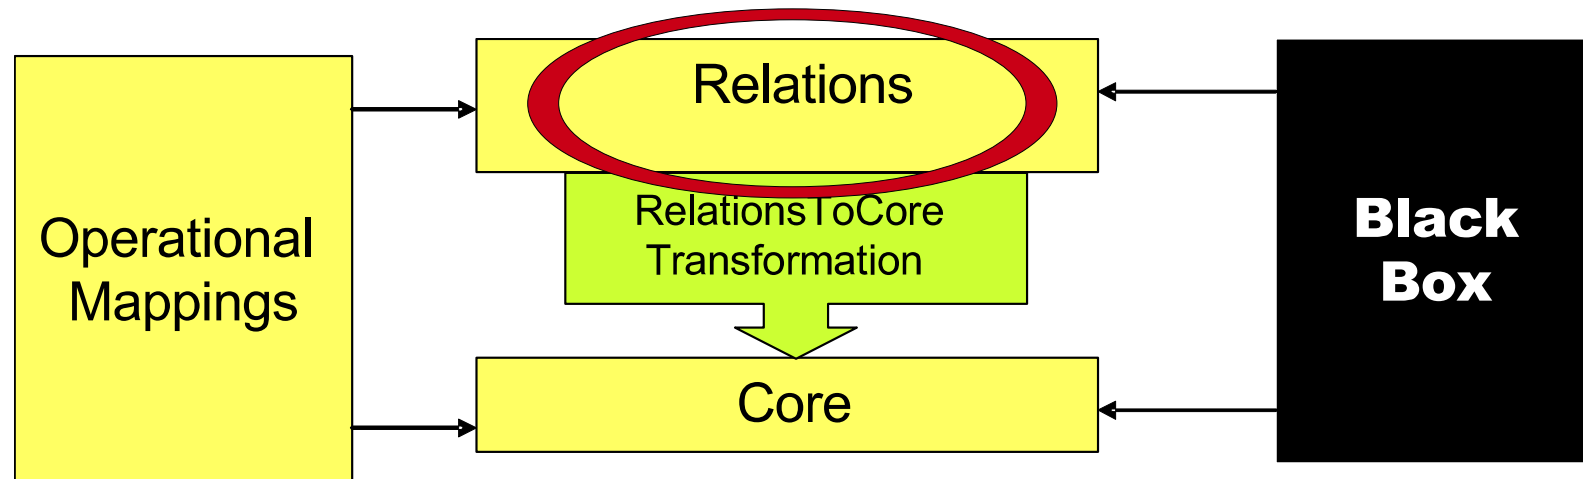 Operational
Mappings
Relations
RelationsToCore
Transformation
Core
Black
Box